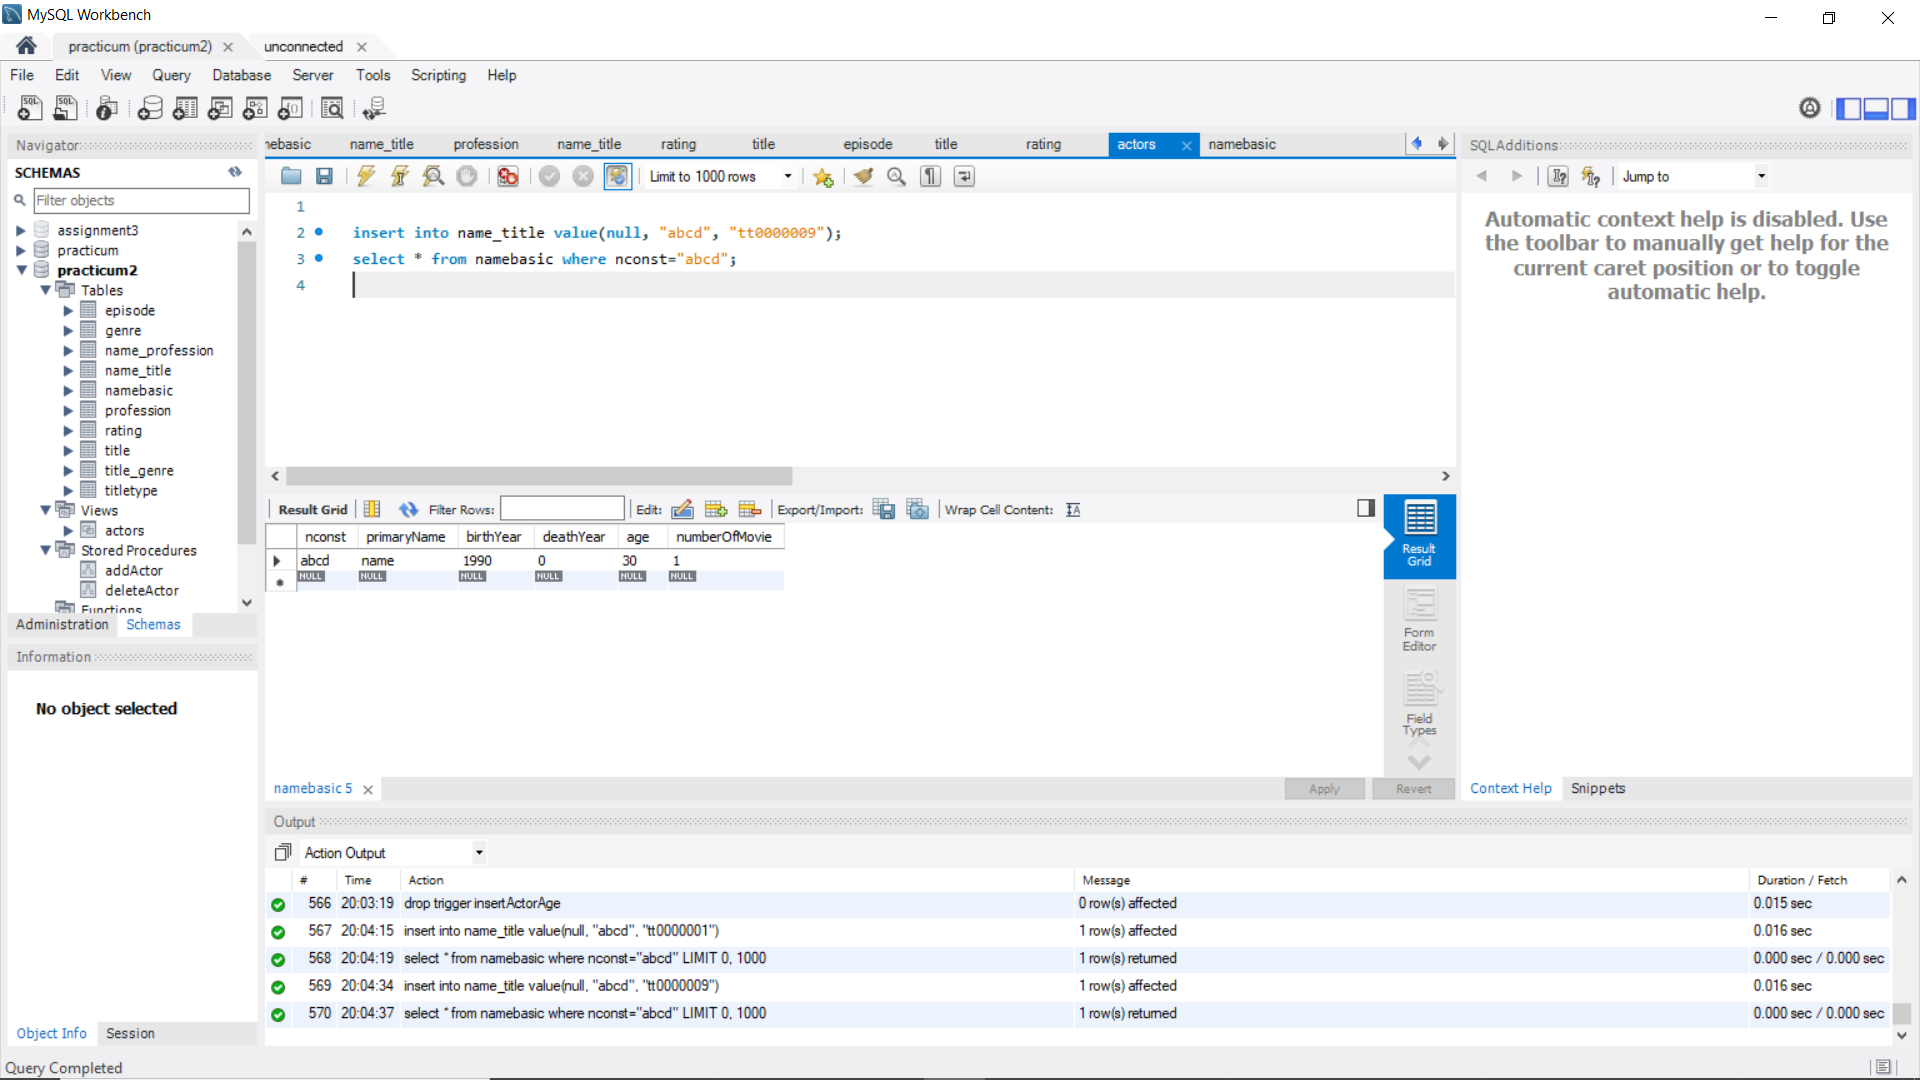 MySQL Workbench
practicum (practicum2)
unconnected
File Edit View Query Database Server Tools Scripting Help
Navigator
SCHEMAS
Filter objects
assignment3
practicum
practicum2
Tables
episode
genre
name_profession
name_title
namebasic
profession
rating
title
title_genre
titletype
Views
actors
Stored Procedures
addActor
deleteActor
Functions
Administration Schemas
Information
No object selected
Object Info Session
Query Completed
nebasic name_title profession name_title rating title episode title rating actors namebasic
Limit to 1000 rows
1
2 insert into name_title value(null, "abcd", "tt0000009");
3 select * from namebasic where nconst="abcd";
4
Result Grid Filter Rows: Edit: Export/Import: Wrap Cell Content:
nconst primaryName birthYear deathYear age numberOfMovie
abcd name 1990 0 30 1
NULL NULL NULL NULL NULL NULL
Result
Grid
Form
Editor
Field
Types
namebasic 5
Apply Revert
SQLAdditions
Jump to
Automatic context help is disabled. Use
the toolbar to manually get help for the
current caret position or to toggle
automatic help.
Context Help Snippets
Output
Action Output
# Time Action Message Duration / Fetch
566 20:03:19 drop trigger insertActorAge 0 row(s) affected 0.015 sec
567 20:04:15 insert into name_title value(null, "abcd", "tt0000001") 1 row(s) affected 0.016 sec
568 20:04:19 select * from namebasic where nconst="abcd" LIMIT 0, 1000 1 row(s) returned 0.000 sec / 0.000 sec
569 20:04:34 insert into name_title value(null, "abcd", "tt0000009") 1 row(s) affected 0.016 sec
570 20:04:37 select * from namebasic where nconst="abcd" LIMIT 0, 1000 1 row(s) returned 0.000 sec / 0.000 sec